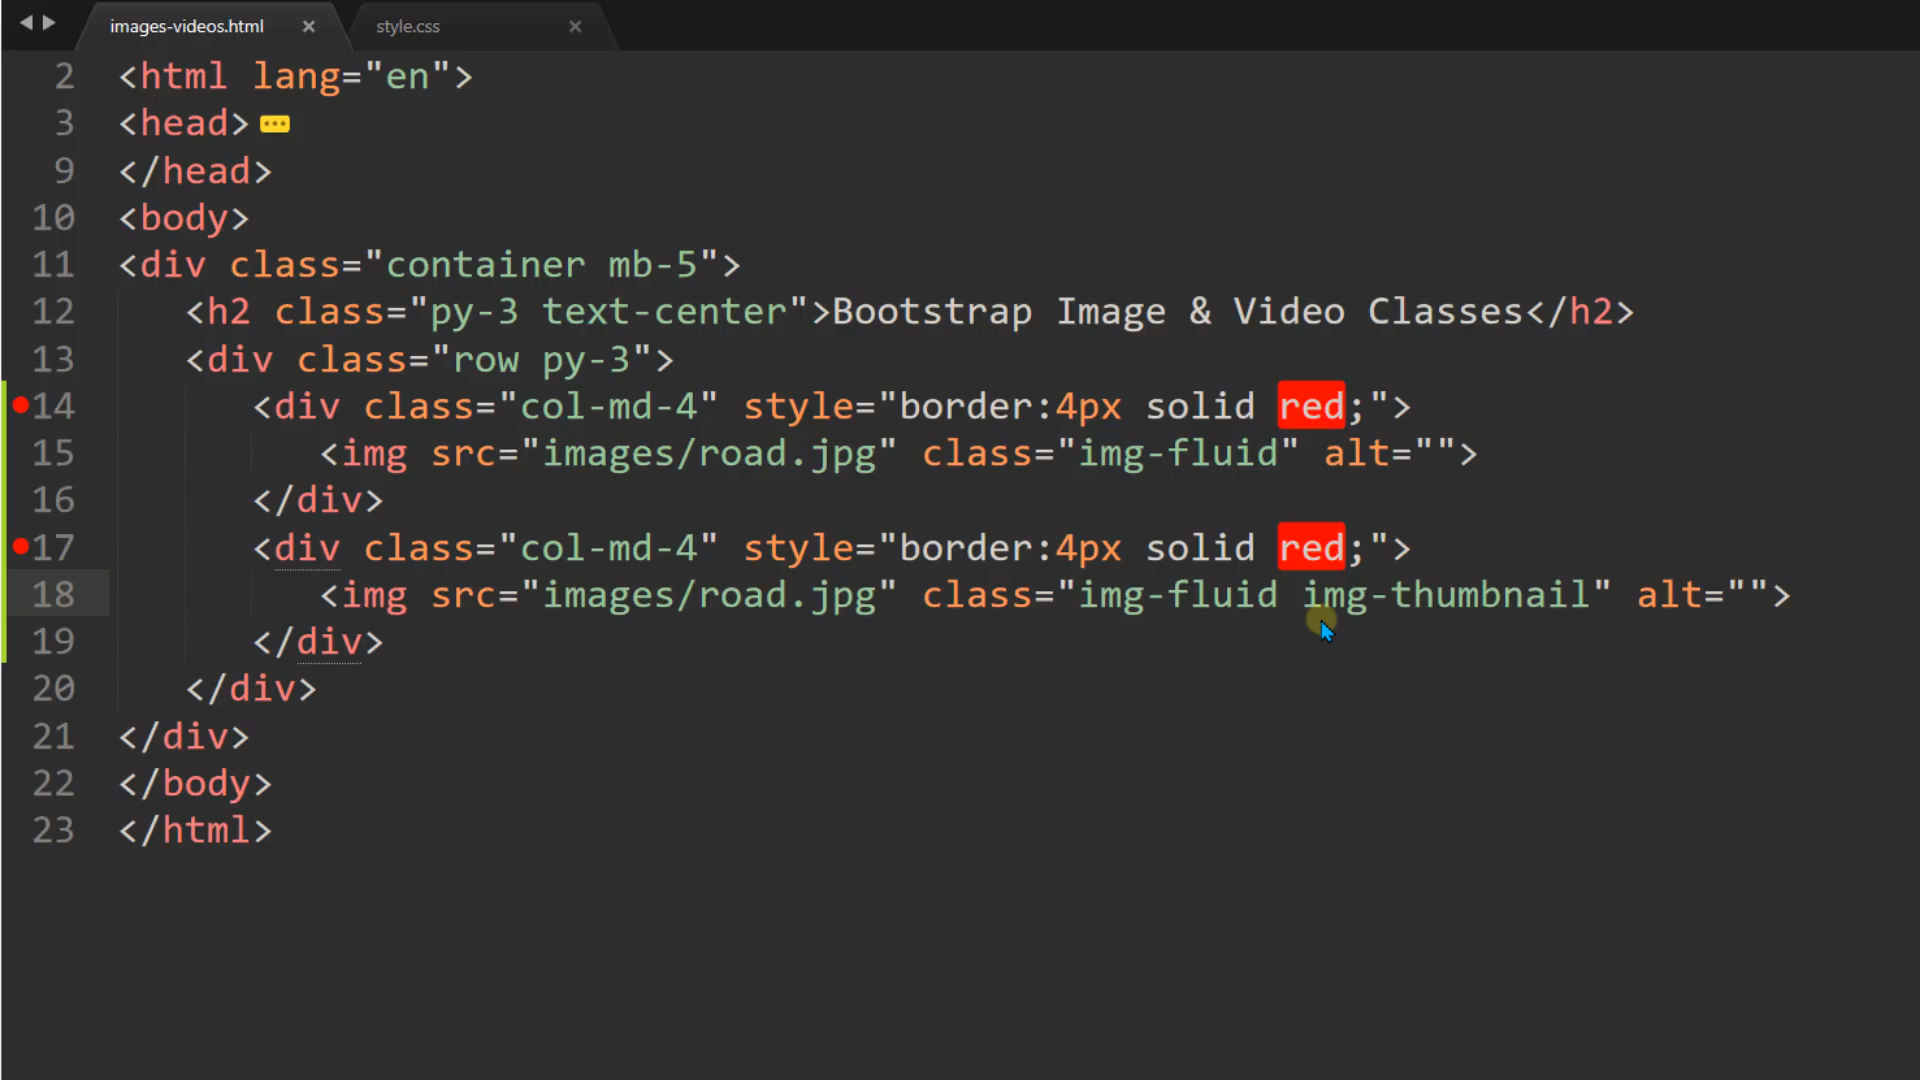 images-videos.html × style.css ×
2 <html lang="en">
3 <head>
9 </head>
10 <body>
11 <div class="container mb-5">
12 <h2 class="py-3 text-center">Bootstrap Image & Video Classes</h2>
13 <div class="row py-3">
14 <div class="col-md-4" style="border:4px solid red;">
15 <img src="images/road.jpg" class="img-fluid" alt="">
16 </div>
17 <div class="col-md-4" style="border:4px solid red;">
18 <img src="images/road.jpg" class="img-fluid img-thumbnail" alt="">
19 </div>
20 </div>
21 </div>
22 </body>
23 </html>